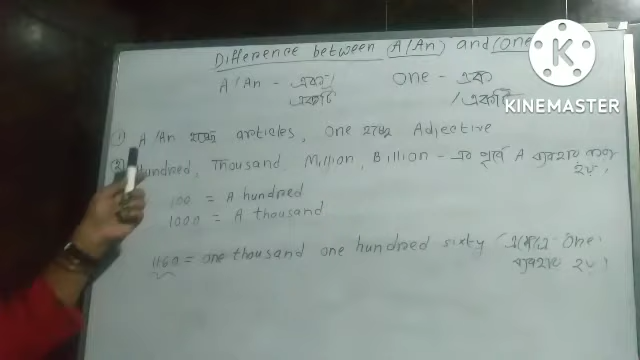 Difference between A/An and One
A/An - এক/ One - এক
একটি /একটি
KINEMASTER
① A/An হচ্ছে articles, One হচ্ছে Adjective
② Hundred, Thousand, Million, Billion - এর পূর্বে A ব্যবহার করা
হয়।
100 = A hundred
1000 = A thousand
1160 = one thousand one hundred sixty (এক্ষেত্রে One
ব্যবহার হয়।